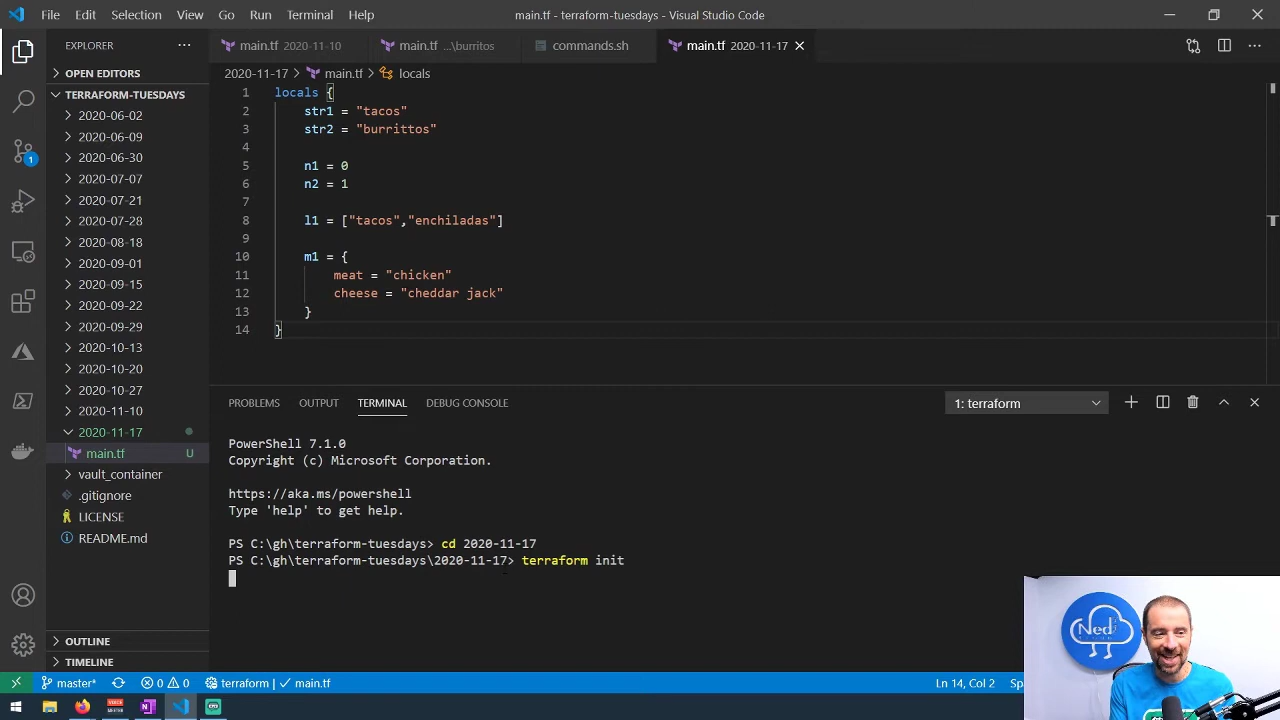 File Edit Selection View Go Run Terminal Help
main.tf - terraform-tuesdays - Visual Studio Code
EXPLORER
OPEN EDITORS
TERRAFORM-TUESDAYS
2020-06-02
2020-06-09
2020-06-30
2020-07-07
2020-07-21
2020-07-28
2020-08-18
2020-09-01
2020-09-15
2020-09-22
2020-09-29
2020-10-13
2020-10-20
2020-10-27
2020-11-10
2020-11-17
main.tf U
vault_container
.gitignore
LICENSE
README.md
OUTLINE
TIMELINE
1
main.tf 2020-11-10
main.tf ...\burritos
commands.sh
main.tf 2020-11-17
2020-11-17 > main.tf > locals
1 locals {
2 str1 = "tacos"
3 str2 = "burrittos"
4
5 n1 = 0
6 n2 = 1
7
8 l1 = ["tacos","enchiladas"]
9
10 m1 = {
11 meat = "chicken"
12 cheese = "cheddar jack"
13 }
14 }
PROBLEMS OUTPUT TERMINAL DEBUG CONSOLE
1: terraform
PowerShell 7.1.0
Copyright (c) Microsoft Corporation.
https://aka.ms/powershell
Type 'help' to get help.
PS C:\gh\terraform-tuesdays> cd 2020-11-17
PS C:\gh\terraform-tuesdays\2020-11-17> terraform init
Ned
master* 0 0 terraform | main.tf
Ln 14, Col 2